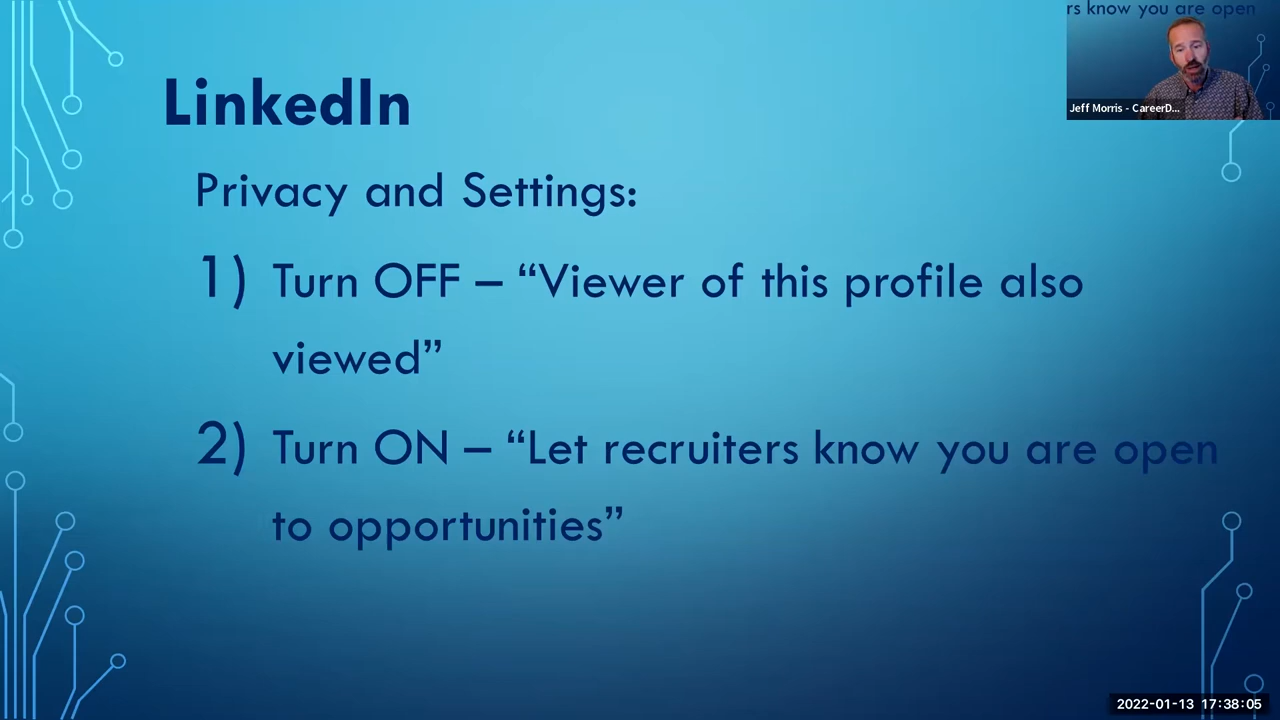 rs know you are open
Jeff Morris - CareerD...
LinkedIn
Privacy and Settings:
1) Turn OFF – “Viewer of this profile also
viewed”
2) Turn ON – “Let recruiters know you are open
to opportunities”
2022-01-13 17:38:05